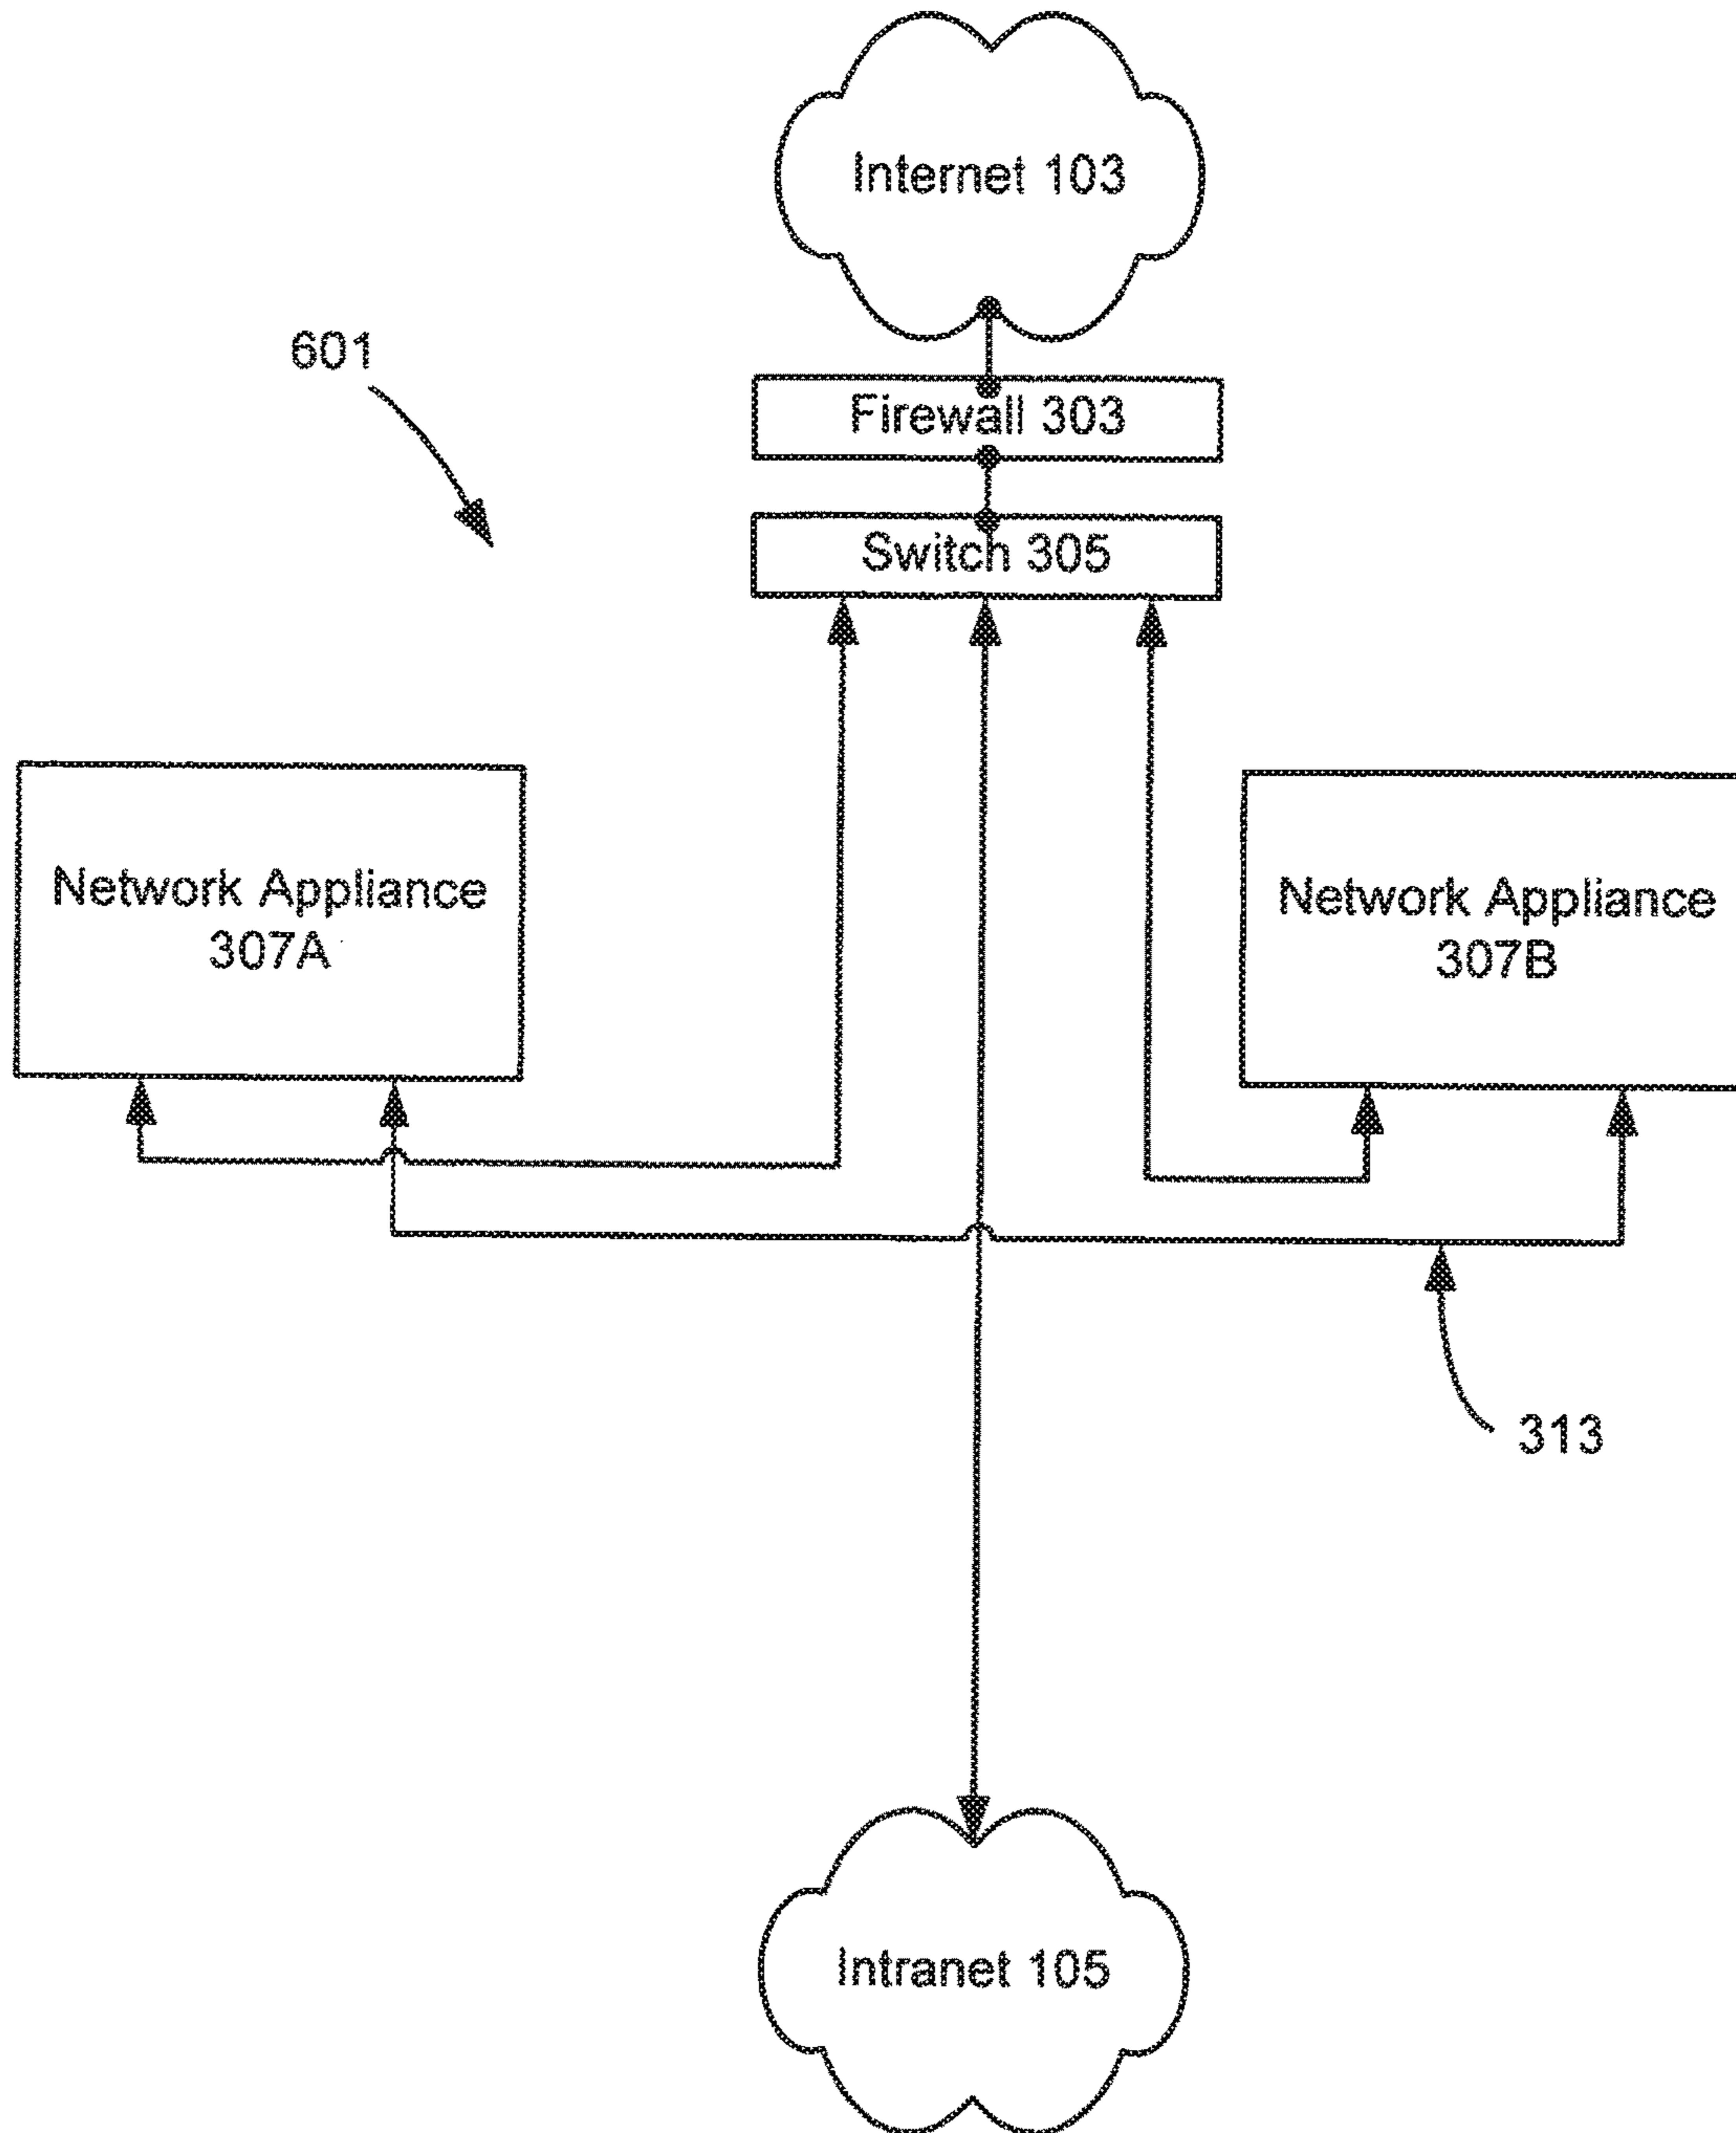 Internet 103
601
Firewall 303
Switch 305
Network Appliance
307A
Network Appliance
307B
313
Intranet 105